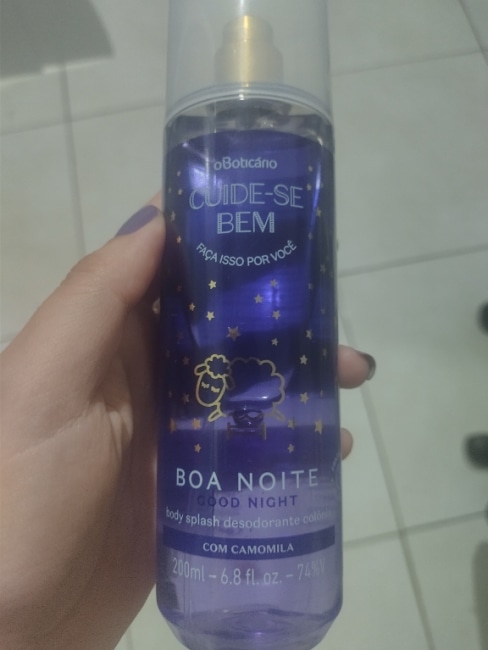 oBoticário
CUIDE-SE
BEM
FAÇA ISSO POR VOCÊ
BOA NOITE
GOOD NIGHT
body splash desodorante
COM CAMOMILA
200ml – 6.8 fl. oz. – 74%V